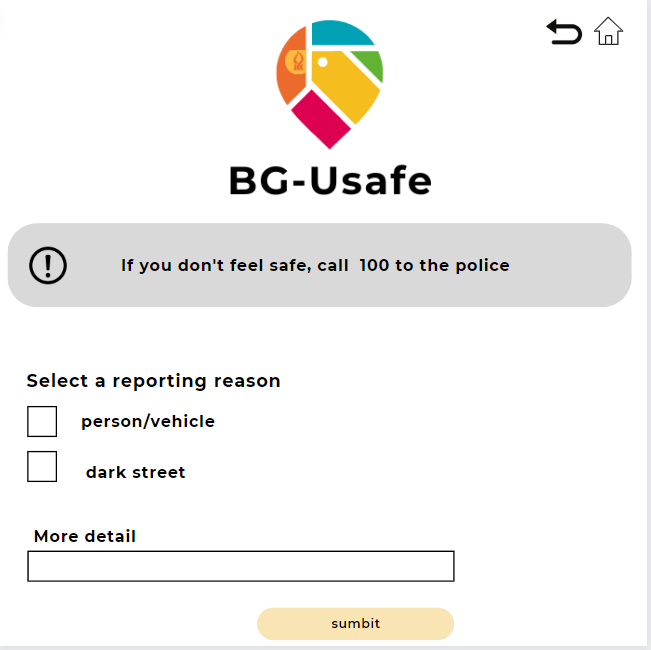 BG-Usafe
If you don't feel safe, call 100 to the police
Select a reporting reason
person/vehicle
dark street
More detail
sumbit